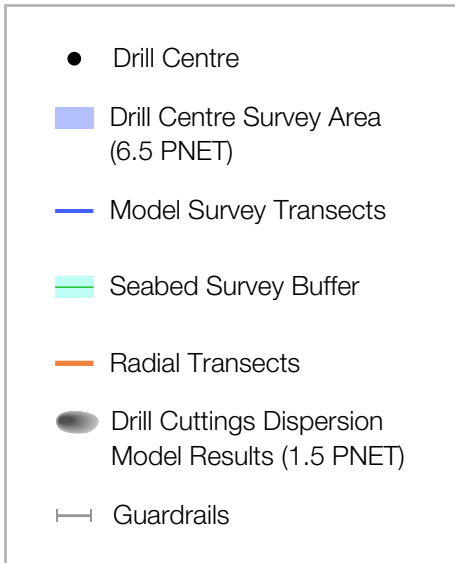 Drill Centre
Drill Centre Survey Area
(6.5 PNET)
Model Survey Transects
Seabed Survey Buffer
Radial Transects
Drill Cuttings Dispersion
Model Results (1.5 PNET)
Guardrails